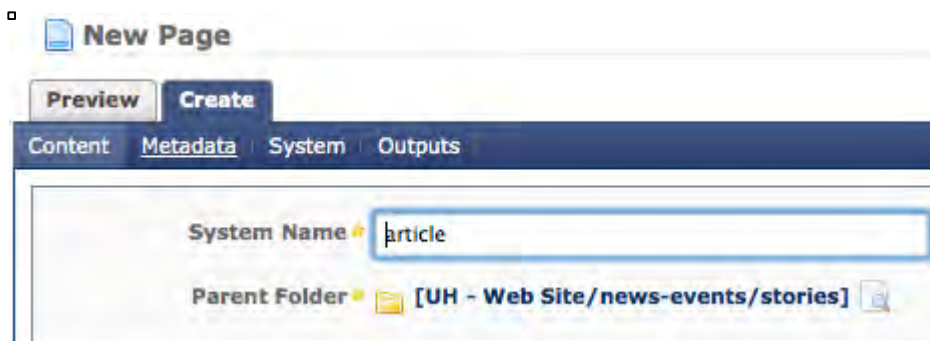 New Page
Preview Create
Content Metadata System Outputs
System Name* article
Parent Folder* [UH - Web Site/news-events/stories]